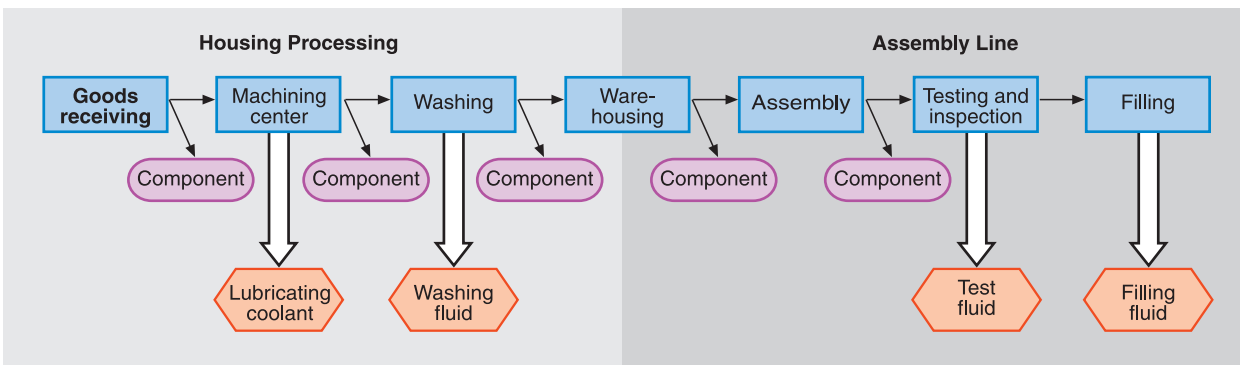 Housing Processing
Assembly Line
Goods
receiving
Machining
center
Washing
Ware-
housing
Assembly
Testing and
inspection
Filling
Component
Component
Component
Component
Component
Lubricating
coolant
Washing
fluid
Test
fluid
Filling
fluid